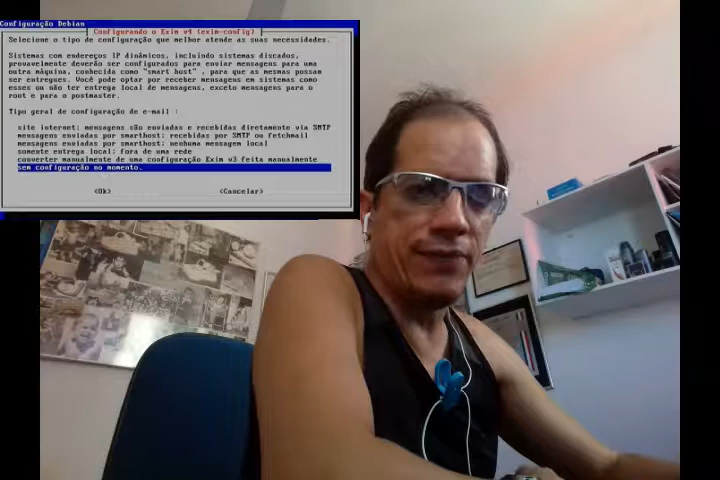 Configuração Debian
Configurando o Exim v4 (exim-config)
Selecione o tipo de configuração que melhor atende as suas necessidades.
Sistemas com endereços IP dinâmicos, incluindo sistemas discados,
provavelmente deverão ser configurados para enviar mensagens para uma
outra máquina, conhecida como "smart host" , para que as mesmas possam
ser entregues. Você pode optar por receber mensagens em sistemas como
esses ou não ter entrega local de mensagens, exceto mensagens para o
root e para o postmaster.
Tipo geral de configuração de e-mail :
site internet; mensagens são enviadas e recebidas diretamente via SMTP
mensagens enviadas por smarthost; recebidas por SMTP ou fetchmail
mensagens enviadas por smarthost; nenhuma mensagem local
somente entrega local; fora de uma rede
converter manualmente de uma configuração Exim v3 feita manualmente
sem configuração no momento.
<Ok> <Cancelar>